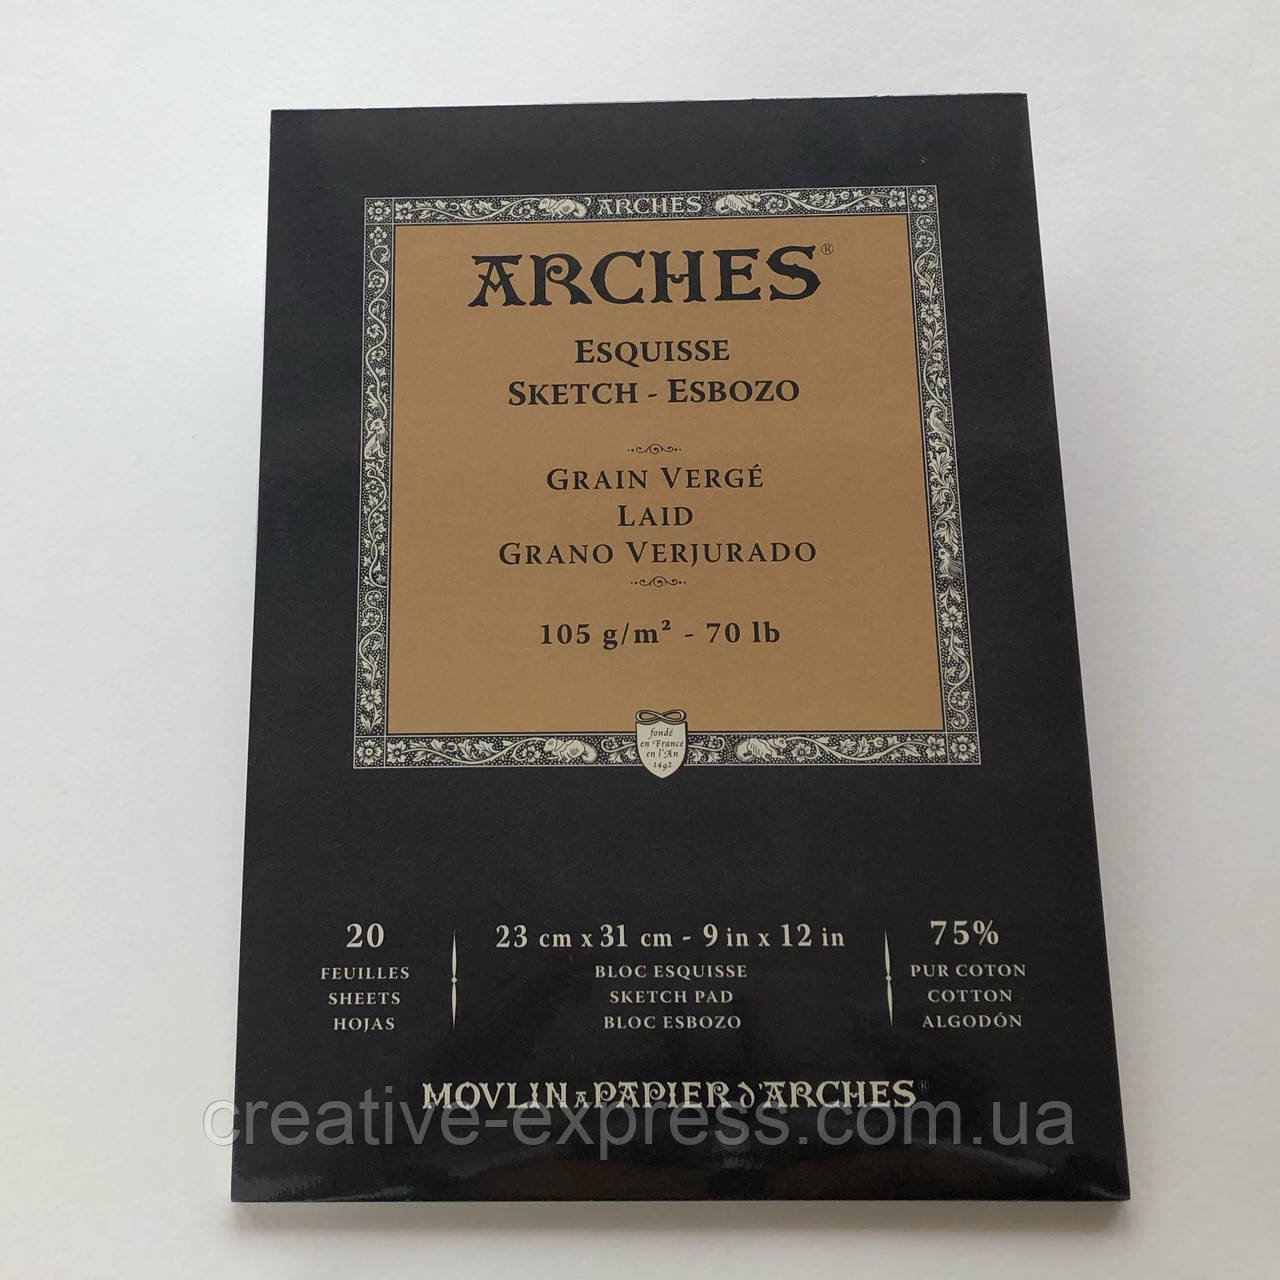 ARCHES
ARCHES®
ESQUISSE
SKETCH - ESBOZO
GRAIN VERGÉ
LAID
GRANO VERJURADO
105 g/m² - 70 lb
fondé
en France
en l'An
1492
20
FEUILLES
SHEETS
HOJAS
23 cm x 31 cm - 9 in x 12 in
BLOC ESQUISSE
SKETCH PAD
BLOC ESBOZO
75%
PUR COTON
COTTON
ALGODÓN
MOVLIN A PAPIER d'ARCHES®
creative-express.com.ua